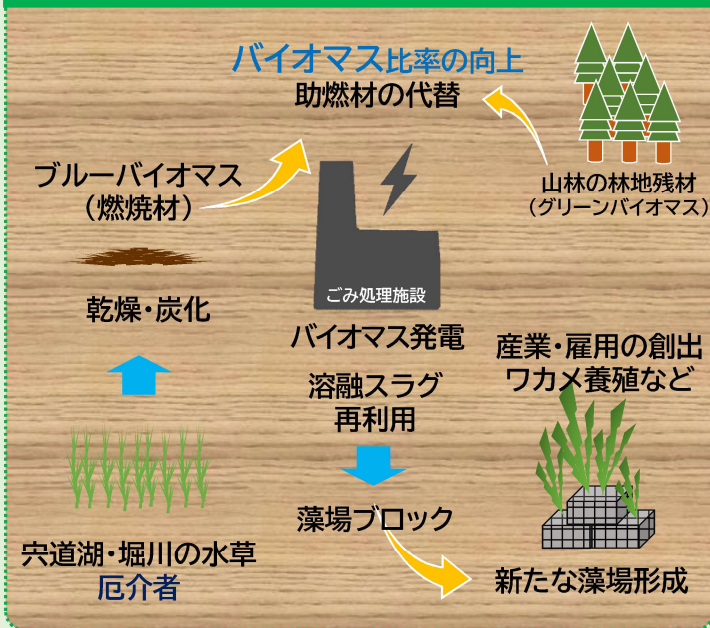 バイオマス比率の向上
助燃材の代替
ブルーバイオマス
（燃焼材）
山林の林地残材
（グリーンバイオマス）
ごみ処理施設
乾燥・炭化
バイオマス発電
溶融スラグ
再利用
産業・雇用の創出
ワカメ養殖など
藻場ブロック
宍道湖・堀川の水草
厄介者
新たな藻場形成